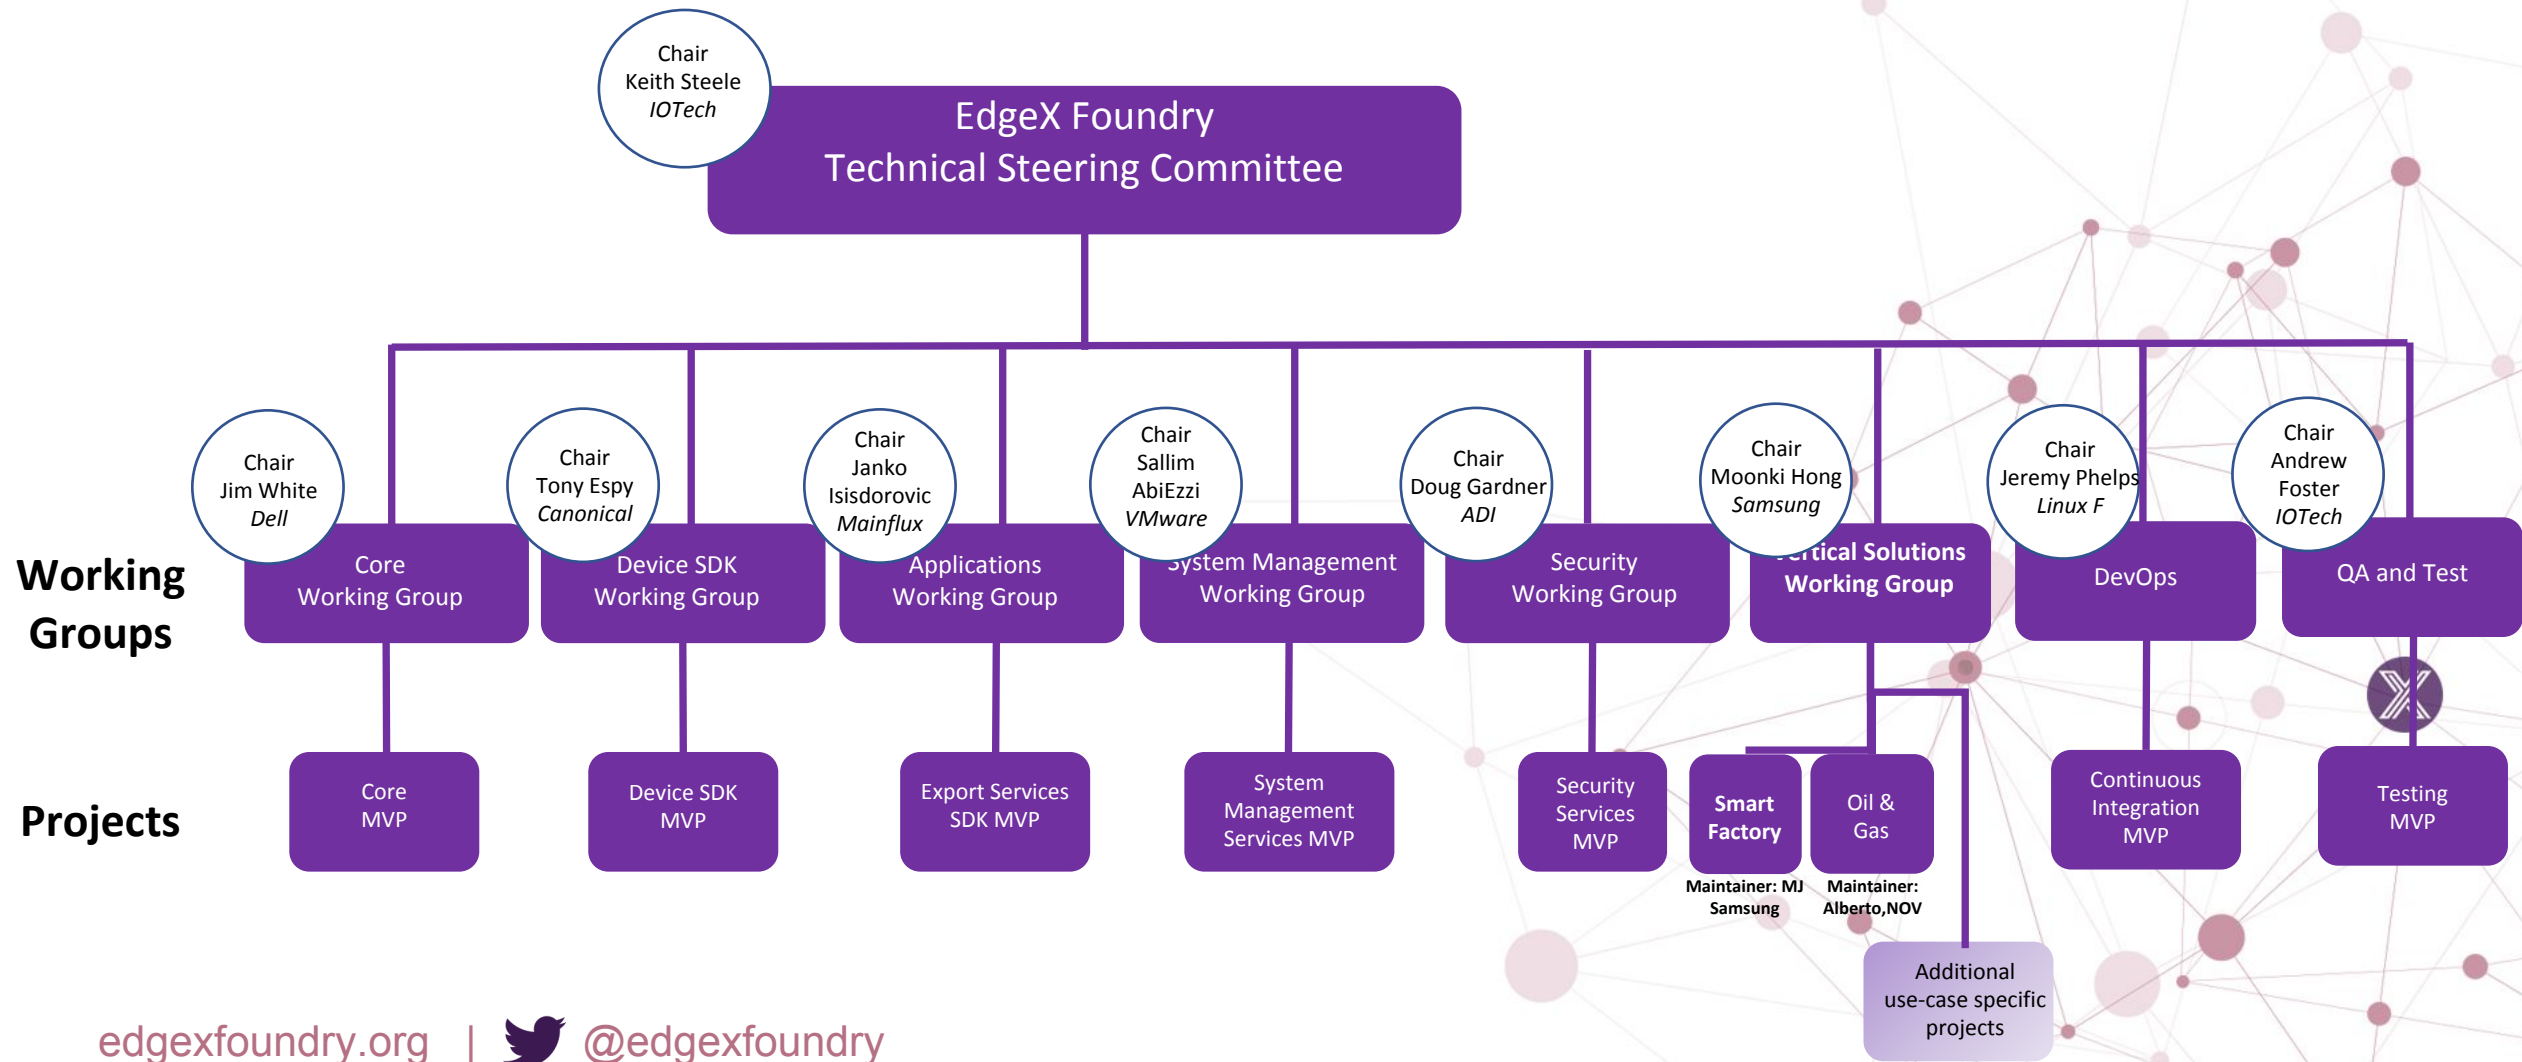 Chair
Keith Steele
IOTech
EdgeX Foundry
Technical Steering Committee
Chair
Jim White
Dell
Chair
Tony Espy
Canonical
Chair
Janko
Isisdorovic
Mainflux
Chair
Sallim
AbiEzzi
VMware
Chair
Doug Gardner
ADI
Chair
Moonki Hong
Samsung
Chair
Jeremy Phelps
Linux F
Chair
Andrew
Foster
IOTech
Working
Groups
Core
Working Group
Device SDK
Working Group
Applications
Working Group
System Management
Working Group
Security
Working Group
Vertical Solutions
Working Group
DevOps
QA and Test
Projects
Core
MVP
Device SDK
MVP
Export Services
SDK MVP
System
Management
Services MVP
Security
Services
MVP
Smart
Factory
Maintainer: MJ
Samsung
Oil &
Gas
Maintainer:
Alberto,NOV
Continuous
Integration
MVP
Testing
MVP
Additional
use-case specific
projects
edgexfoundry.org | @edgexfoundry